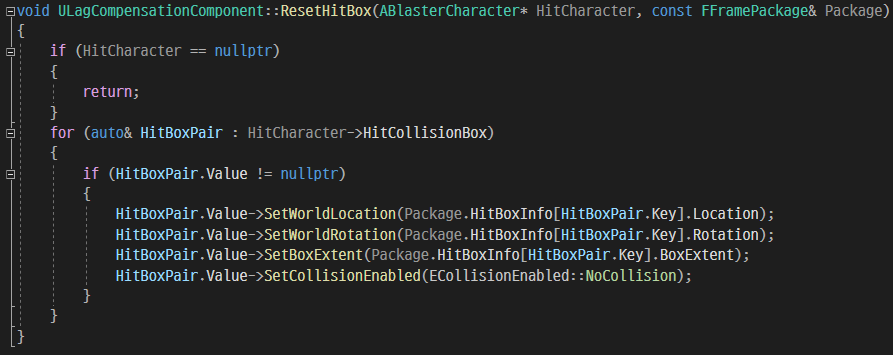 void ULagCompensationComponent::ResetHitBox(ABlasterCharacter* HitCharacter, const FFramePackage& Package)
{
    if (HitCharacter == nullptr)
    {
        return;
    }
    for (auto& HitBoxPair : HitCharacter->HitCollisionBox)
    {
        if (HitBoxPair.Value != nullptr)
        {
            HitBoxPair.Value->SetWorldLocation(Package.HitBoxInfo[HitBoxPair.Key].Location);
            HitBoxPair.Value->SetWorldRotation(Package.HitBoxInfo[HitBoxPair.Key].Rotation);
            HitBoxPair.Value->SetBoxExtent(Package.HitBoxInfo[HitBoxPair.Key].BoxExtent);
            HitBoxPair.Value->SetCollisionEnabled(ECollisionEnabled::NoCollision);
        }
    }
}